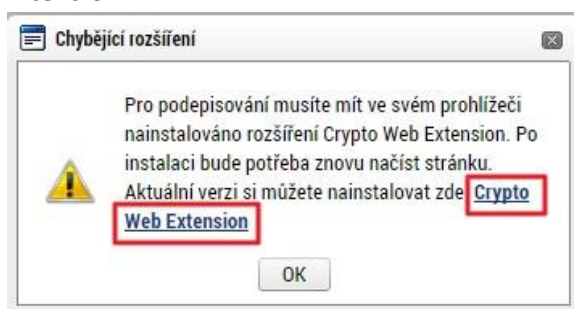 Chybějící rozšíření
Pro podepisování musíte mít ve svém prohlížeči
nainstalováno rozšíření Crypto Web Extension. Po
instalaci bude potřeba znovu načíst stránku.
Aktuální verzi si můžete nainstalovat zde Crypto
Web Extension
OK